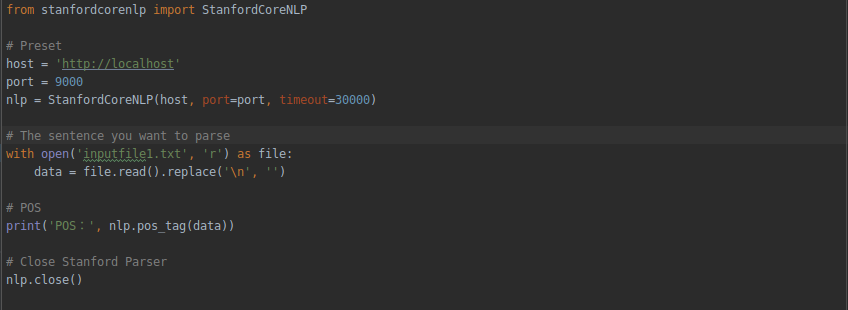 from stanfordcorenlp import StanfordCoreNLP
# Preset
host = 'http://localhost'
port = 9000
nlp = StanfordCoreNLP(host, port=port, timeout=30000)
# The sentence you want to parse
with open('inputfile1.txt', 'r') as file:
    data = file.read().replace('\n', '')
# POS
print('POS：', nlp.pos_tag(data))
# Close Stanford Parser
nlp.close()